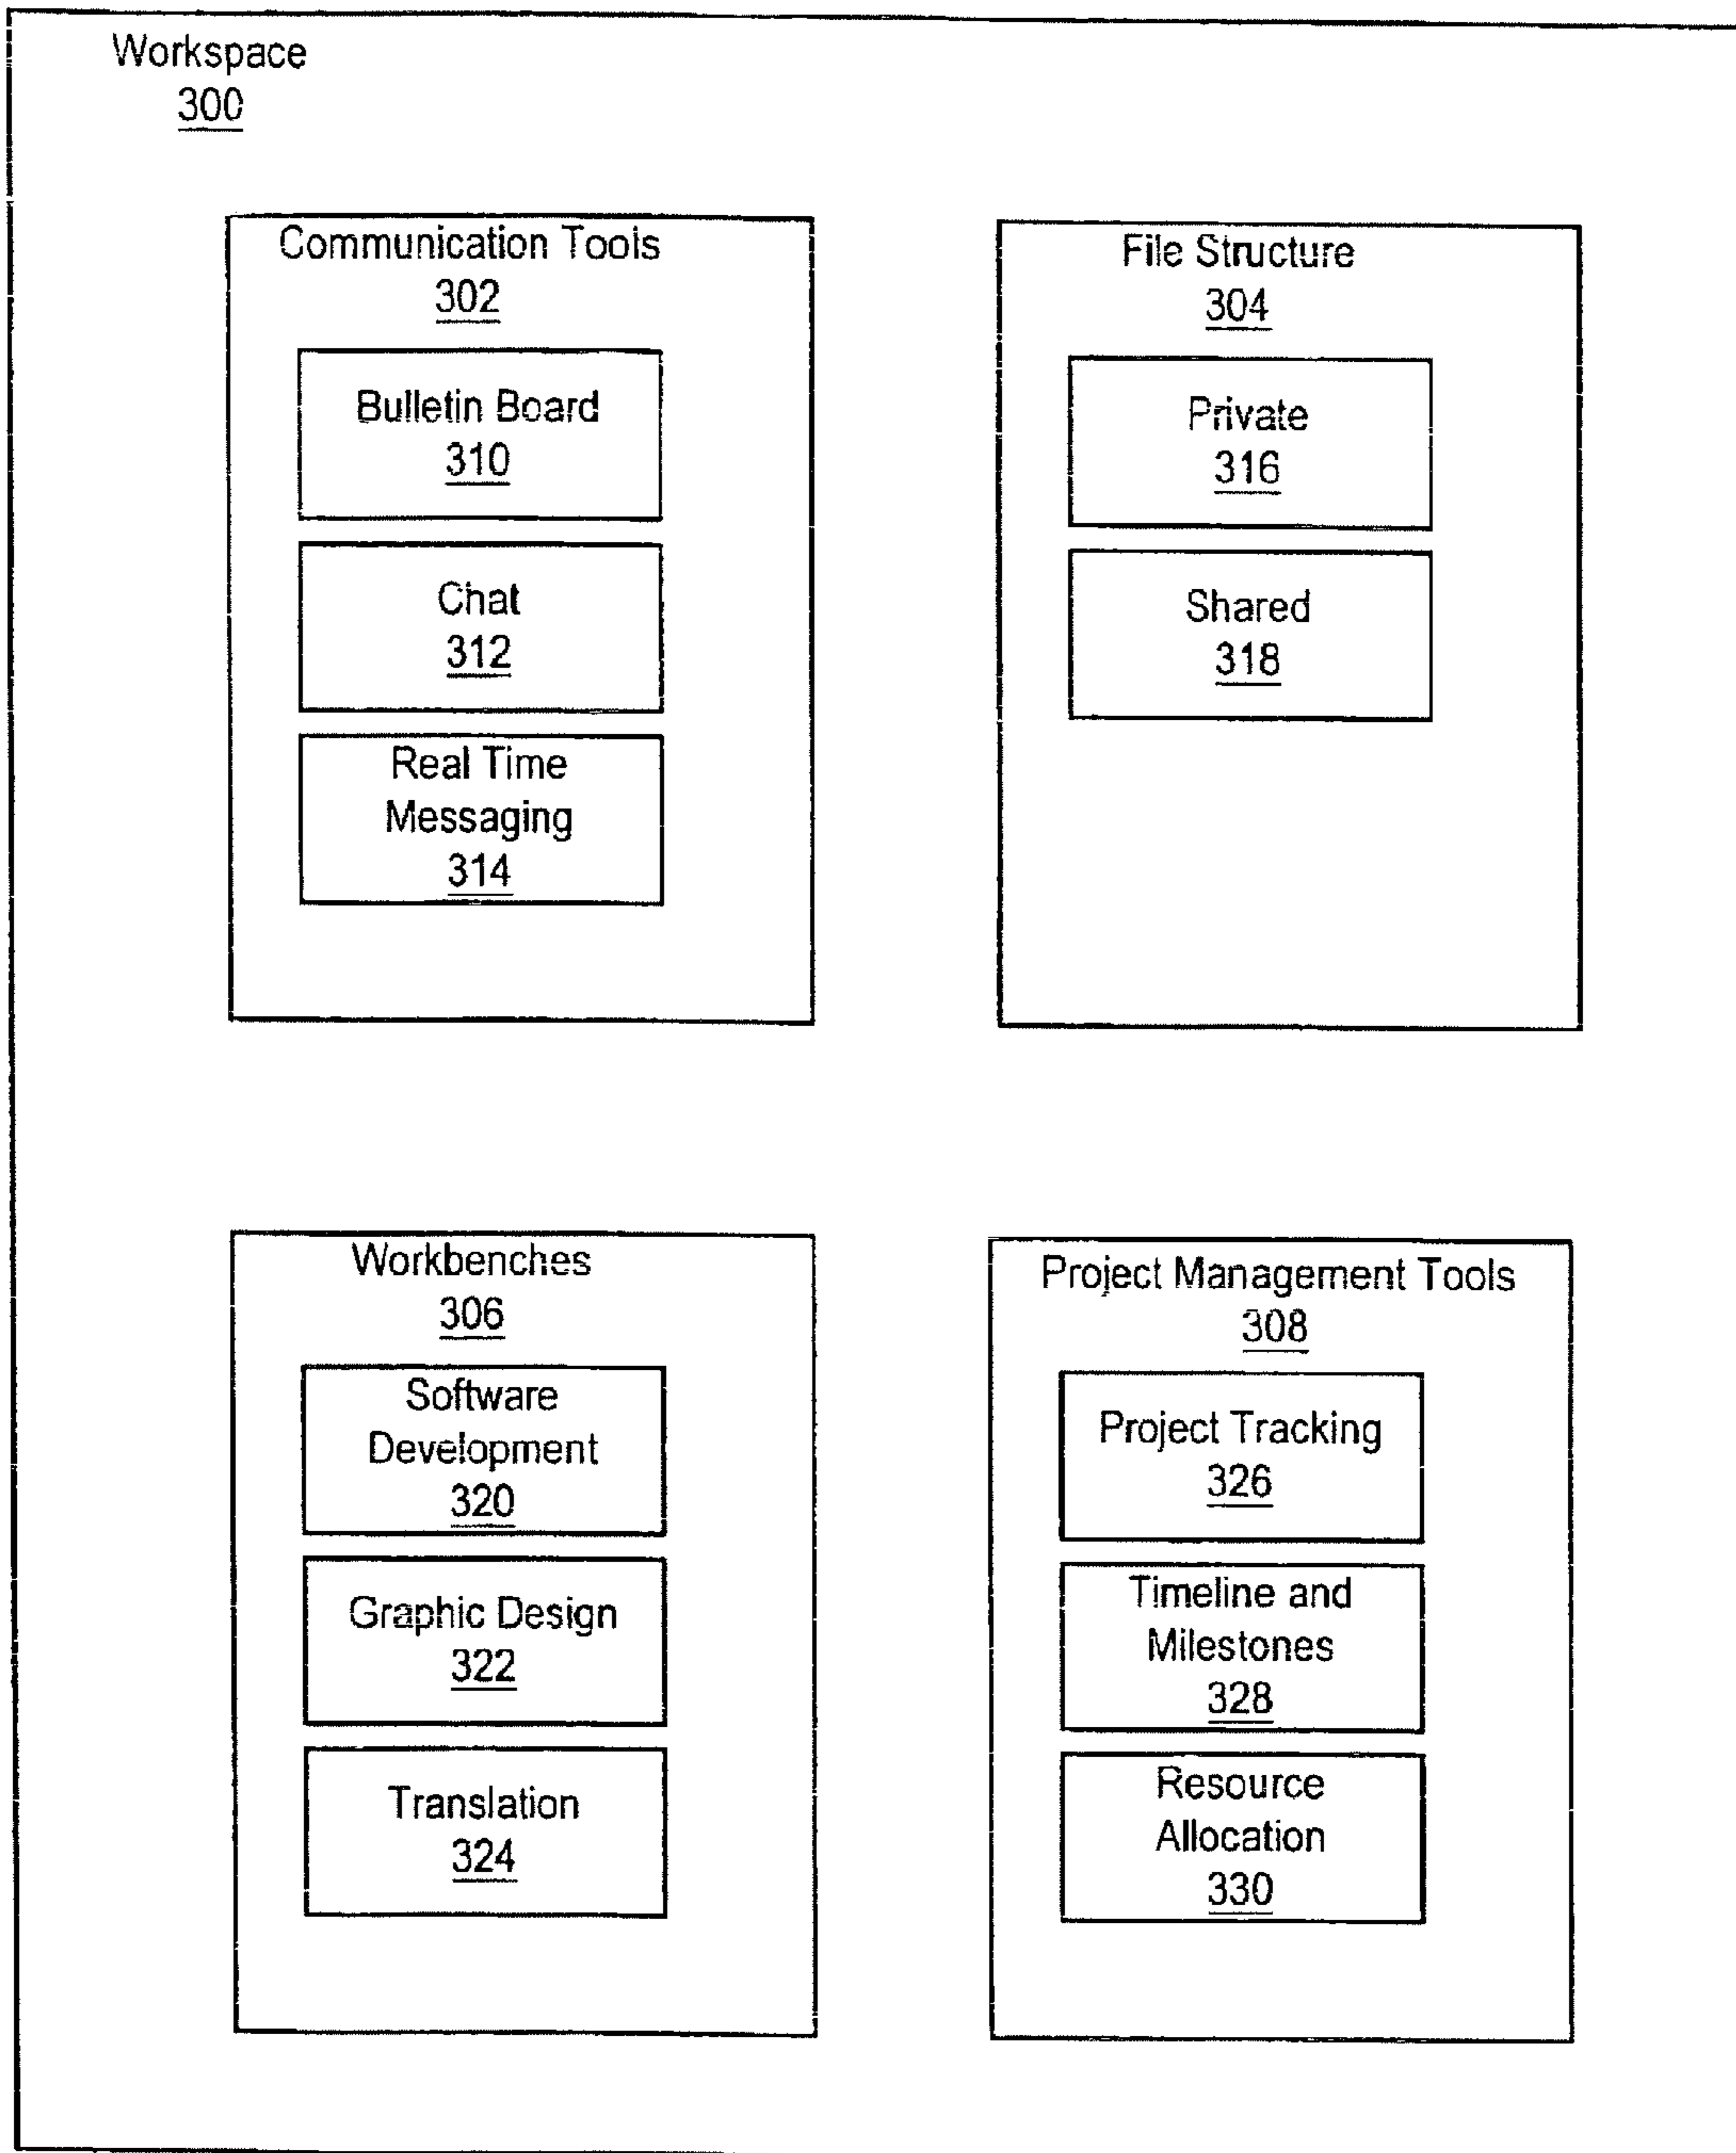 Workspace
300
Communication Tools
302
Bulletin Board
310
Chat
312
Real Time
Messaging
314
File Structure
304
Private
316
Shared
318
Workbenches
306
Software
Development
320
Graphic Design
322
Translation
324
Project Management Tools
308
Project Tracking
326
Timeline and
Milestones
328
Resource
Allocation
330